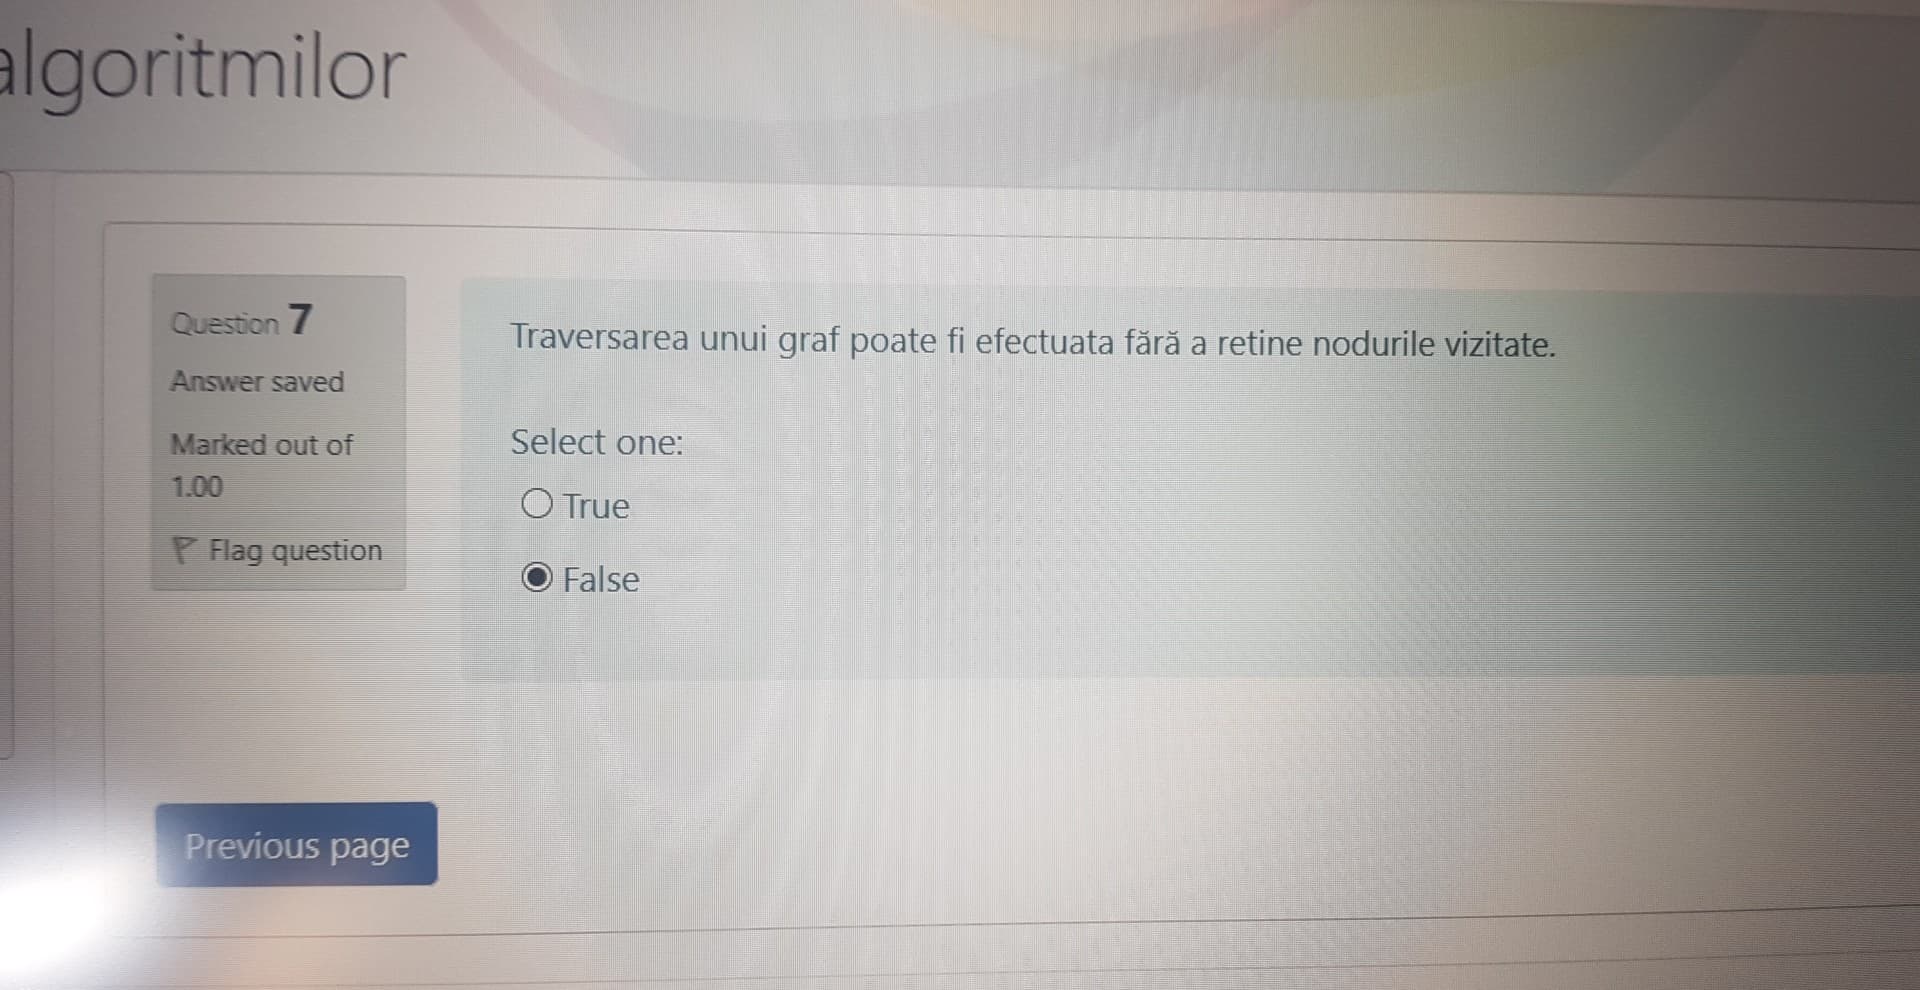 algoritmilor
Question 7
Answer saved
Marked out of
1.00
Flag question
Traversarea unui graf poate fi efectuata fără a retine nodurile vizitate.
Select one:
True
False
Previous page